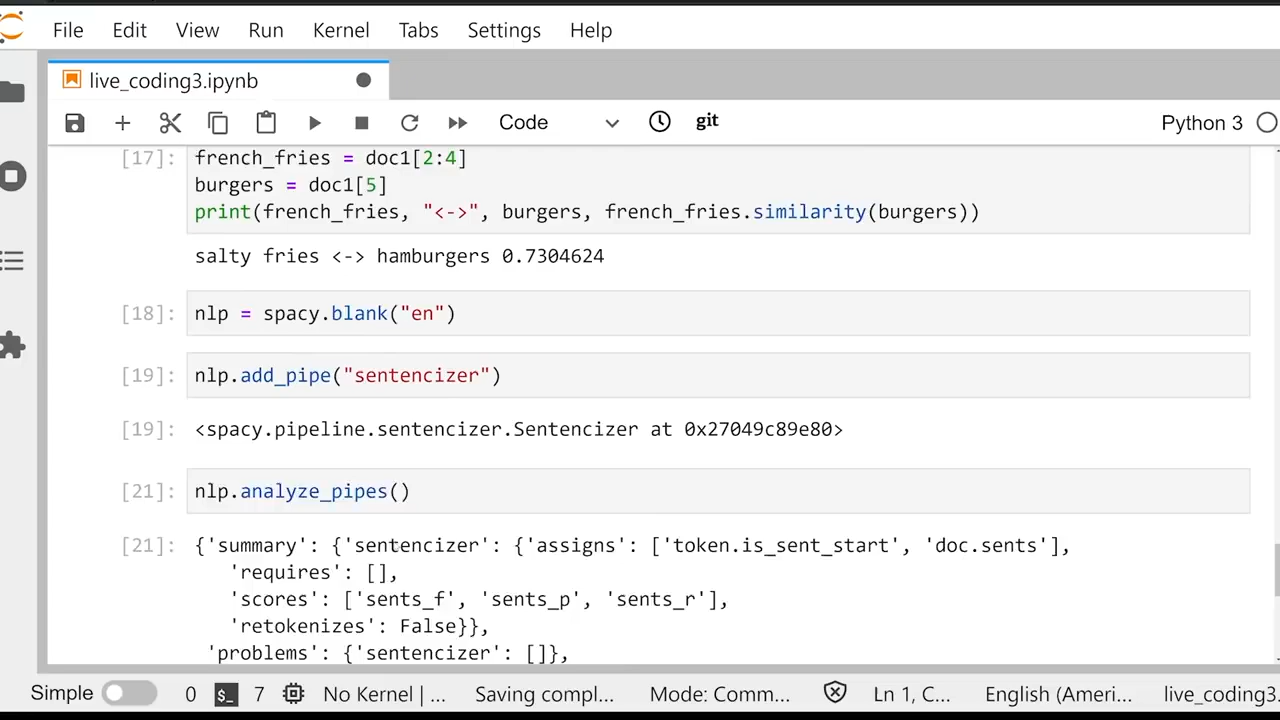 File Edit View Run Kernel Tabs Settings Help
live_coding3.ipynb
Code git Python 3
[17]: french_fries = doc1[2:4]
burgers = doc1[5]
print(french_fries, "<->", burgers, french_fries.similarity(burgers))
salty fries <-> hamburgers 0.7304624
[18]: nlp = spacy.blank("en")
[19]: nlp.add_pipe("sentencizer")
[19]: <spacy.pipeline.sentencizer.Sentencizer at 0x27049c89e80>
[21]: nlp.analyze_pipes()
[21]: {'summary': {'sentencizer': {'assigns': ['token.is_sent_start', 'doc.sents'],
'requires': [],
'scores': ['sents_f', 'sents_p', 'sents_r'],
'retokenizes': False}},
'problems': {'sentencizer': []},
Simple 0 $_ 7 No Kernel | ... Saving compl... Mode: Comm... Ln 1, C... English (Ameri... live_coding3.